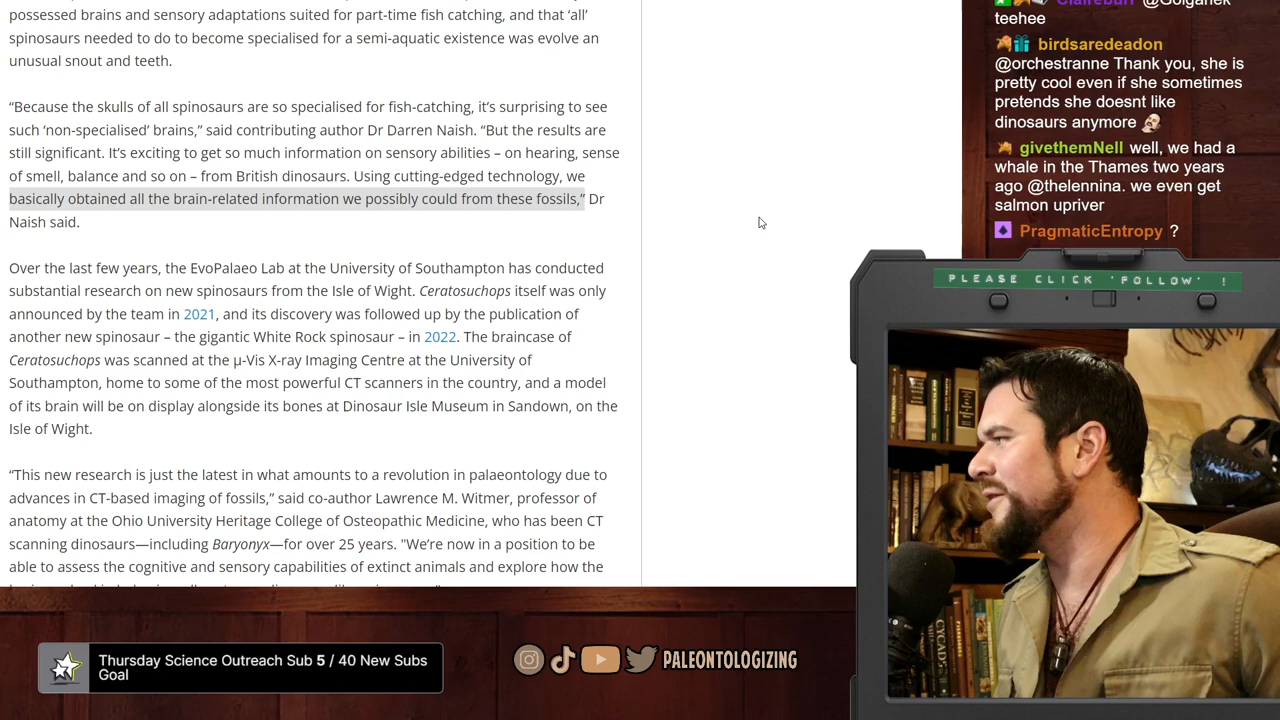 possessed brains and sensory adaptations suited for part-time fish catching, and that ‘all’
spinosaurs needed to do to become specialised for a semi-aquatic existence was evolve an
unusual snout and teeth.
“Because the skulls of all spinosaurs are so specialised for fish-catching, it’s surprising to see
such ‘non-specialised’ brains,” said contributing author Dr Darren Naish. “But the results are
still significant. It’s exciting to get so much information on sensory abilities – on hearing, sense
of smell, balance and so on – from British dinosaurs. Using cutting-edged technology, we
basically obtained all the brain-related information we possibly could from these fossils,” Dr
Naish said.
Over the last few years, the EvoPalaeo Lab at the University of Southampton has conducted
substantial research on new spinosaurs from the Isle of Wight. Ceratosuchops itself was only
announced by the team in 2021, and its discovery was followed up by the publication of
another new spinosaur – the gigantic White Rock spinosaur – in 2022. The braincase of
Ceratosuchops was scanned at the µ-Vis X-ray Imaging Centre at the University of
Southampton, home to some of the most powerful CT scanners in the country, and a model
of its brain will be on display alongside its bones at Dinosaur Isle Museum in Sandown, on the
Isle of Wight.
“This new research is just the latest in what amounts to a revolution in palaeontology due to
advances in CT-based imaging of fossils,” said co-author Lawrence M. Witmer, professor of
anatomy at the Ohio University Heritage College of Osteopathic Medicine, who has been CT
scanning dinosaurs—including Baryonyx—for over 25 years. "We’re now in a position to be
able to assess the cognitive and sensory capabilities of extinct animals and explore how the
teehee
birdsaredeadon
@orchestranne Thank you, she is
pretty cool even if she sometimes
pretends she doesnt like
dinosaurs anymore
givethemNell well, we had a
whale in the Thames two years
ago @thelennina. we even get
salmon upriver
PragmaticEntropy ?
PLEASE CLICK 'FOLLOW' !
CYCADS
Thursday Science Outreach Sub 5 / 40 New Subs
Goal
PALEONTOLOGIZING